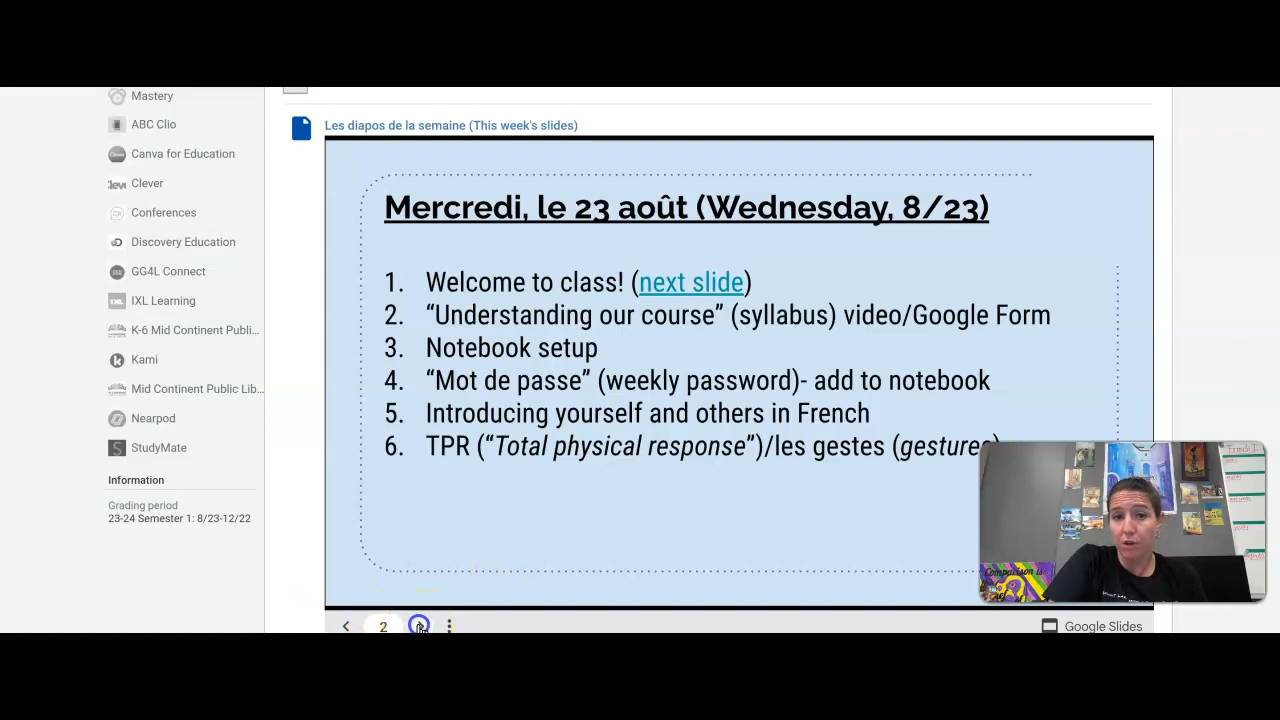 Mastery
ABC Clio
Canva for Education
Clever
Conferences
Discovery Education
GG4L Connect
IXL Learning
K-6 Mid Continent Publi...
Kami
Mid Continent Public Lib...
Nearpod
StudyMate
Information
Grading period
23-24 Semester 1: 8/23-12/22
Les diapos de la semaine (This week's slides)
Mercredi, le 23 août (Wednesday, 8/23)
1. Welcome to class! (next slide)
2. “Understanding our course” (syllabus) video/Google Form
3. Notebook setup
4. “Mot de passe” (weekly password)- add to notebook
5. Introducing yourself and others in French
6. TPR (“Total physical response”)/les gestes (gestures)
Comparison is
2
Google Slides